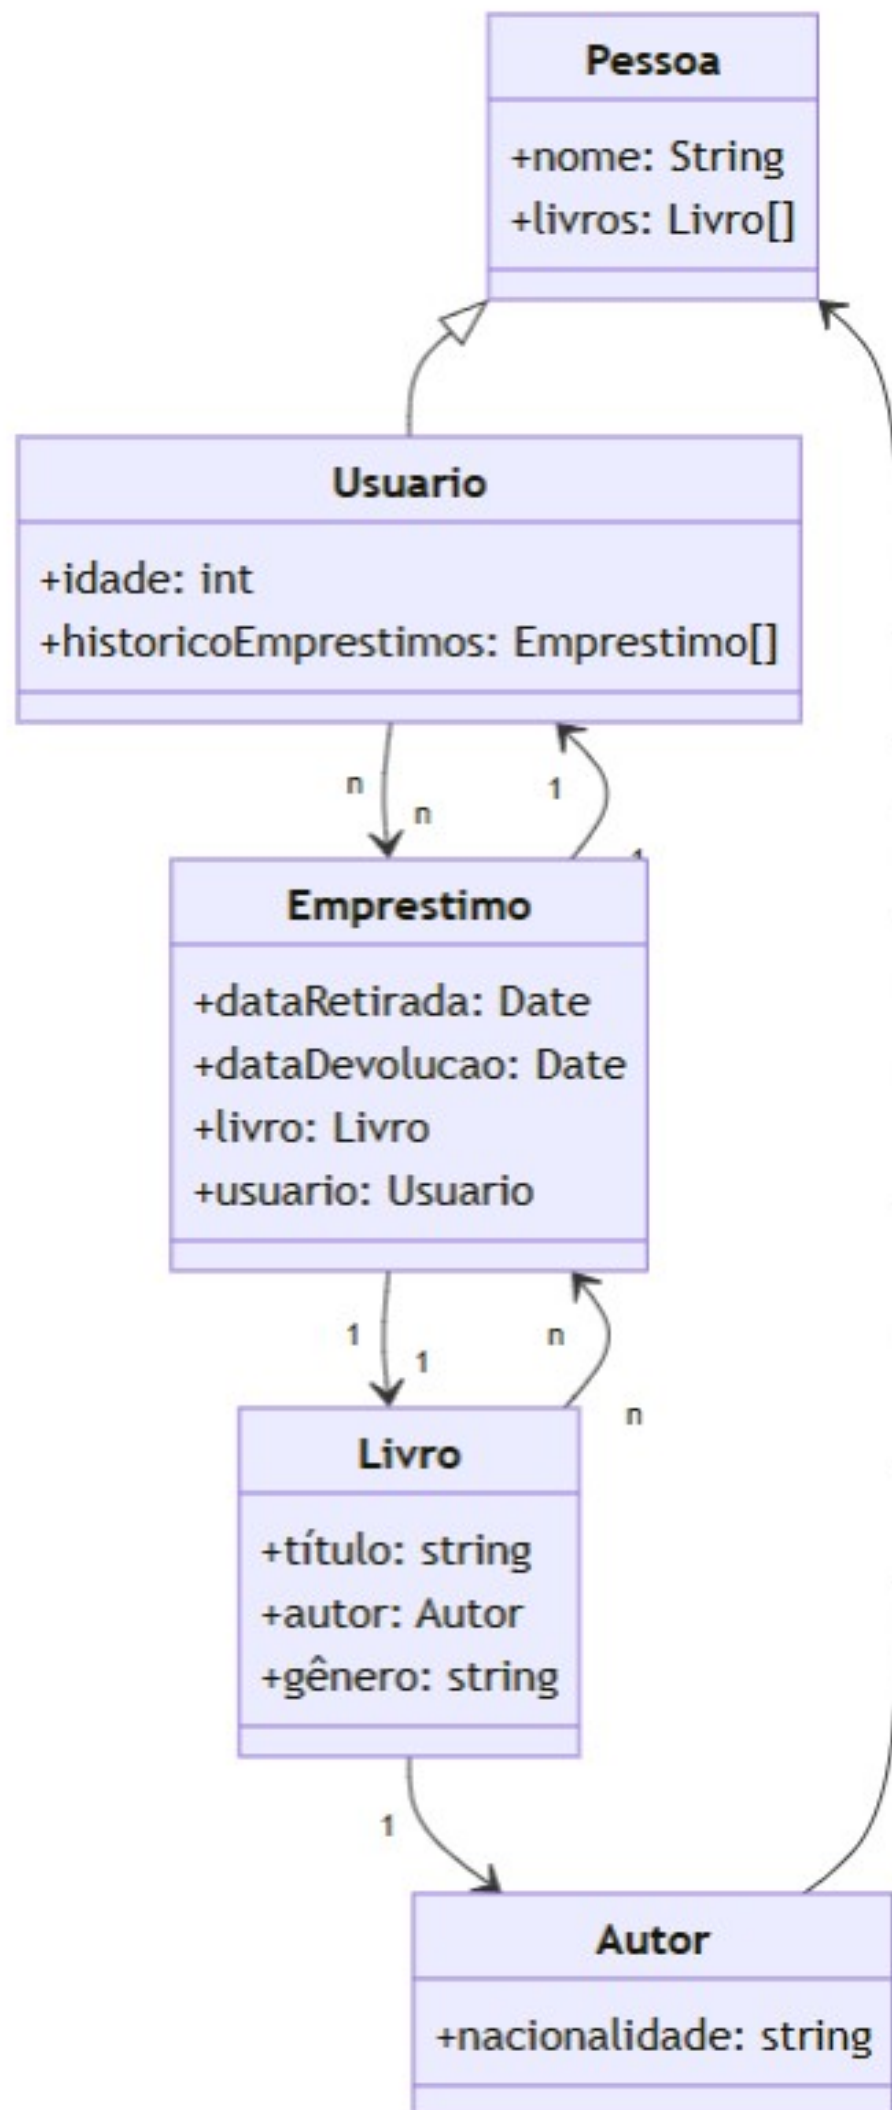 Pessoa
+nome: String
+livros: Livro[]
Usuario
+idade: int
+historicoEmprestimos: Emprestimo[]
n
1
n
1
Emprestimo
+dataRetirada: Date
+dataDevolucao: Date
+livro: Livro
+usuario: Usuario
1
n
1
n
Livro
+título: string
+autor: Autor
+gênero: string
1
Autor
+nacionalidade: string